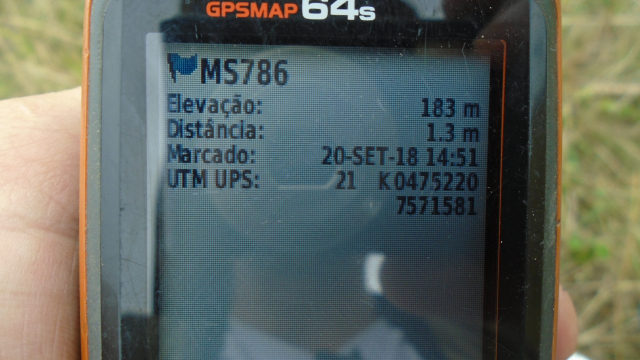 GPSMAP 64s
MS786
Elevação: 183 m
Distância: 1.3 m
Marcado: 20-SET-18 14:51
UTM UPS: 21 K 0475220
7571581